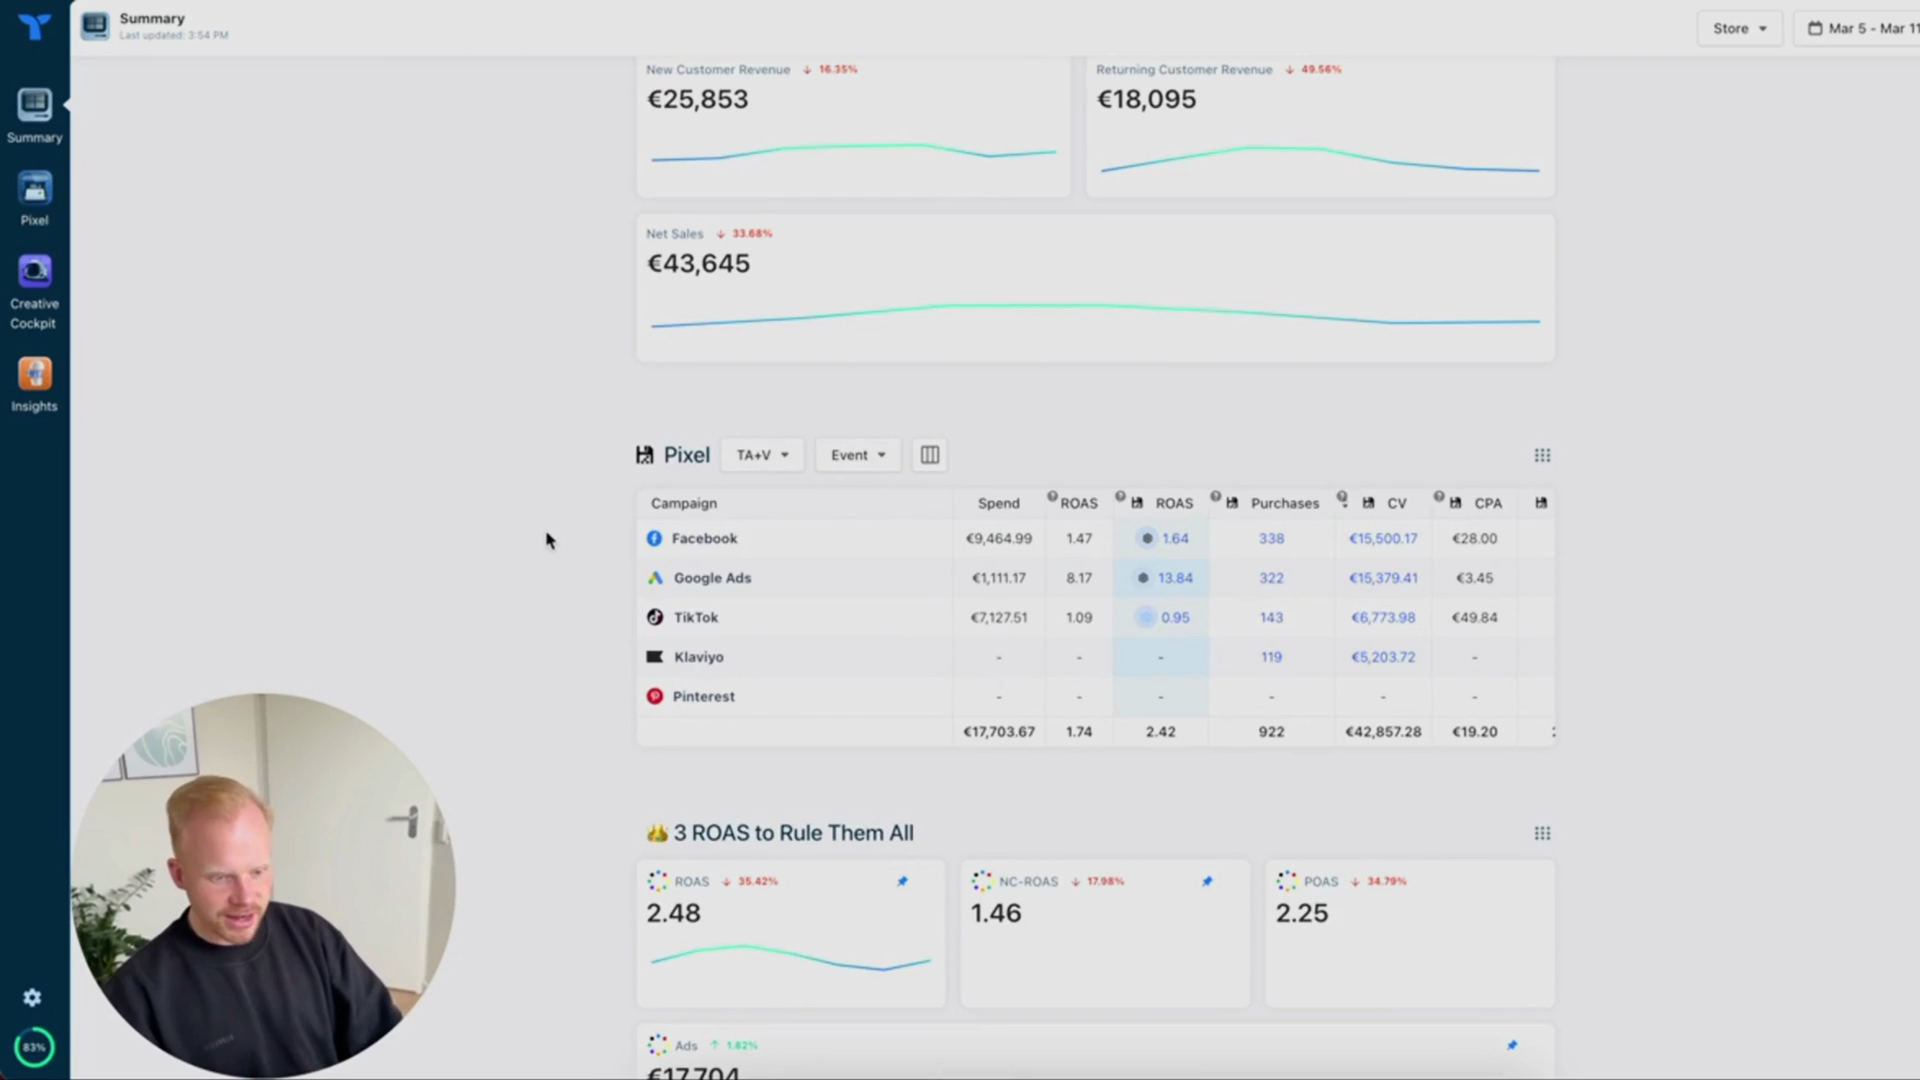 Summary
Last updated: 3:54 PM
Store
Mar 5 - Mar 11
Summary
Pixel
Creative
Cockpit
Insights
83%
New Customer Revenue ↓ 16.35%
€25,853
Returning Customer Revenue ↓ 49.56%
€18,095
Net Sales ↓ 33.68%
€43,645
Pixel TA+V Event
Campaign Spend ROAS ROAS Purchases CV CPA
Facebook €9,464.99 1.47 1.64 338 €15,500.17 €28.00
Google Ads €1,111.17 8.17 13.84 322 €15,379.41 €3.45
TikTok €7,127.51 1.09 0.95 143 €6,773.98 €49.84
Klaviyo - - - 119 €5,203.72 -
Pinterest - - - - - -
€17,703.67 1.74 2.42 922 €42,857.28 €19.20
3 ROAS to Rule Them All
ROAS ↓ 35.42%
2.48
NC-ROAS ↓ 17.98%
1.46
POAS ↓ 34.79%
2.25
Ads ↑ 1.82%
€17,704